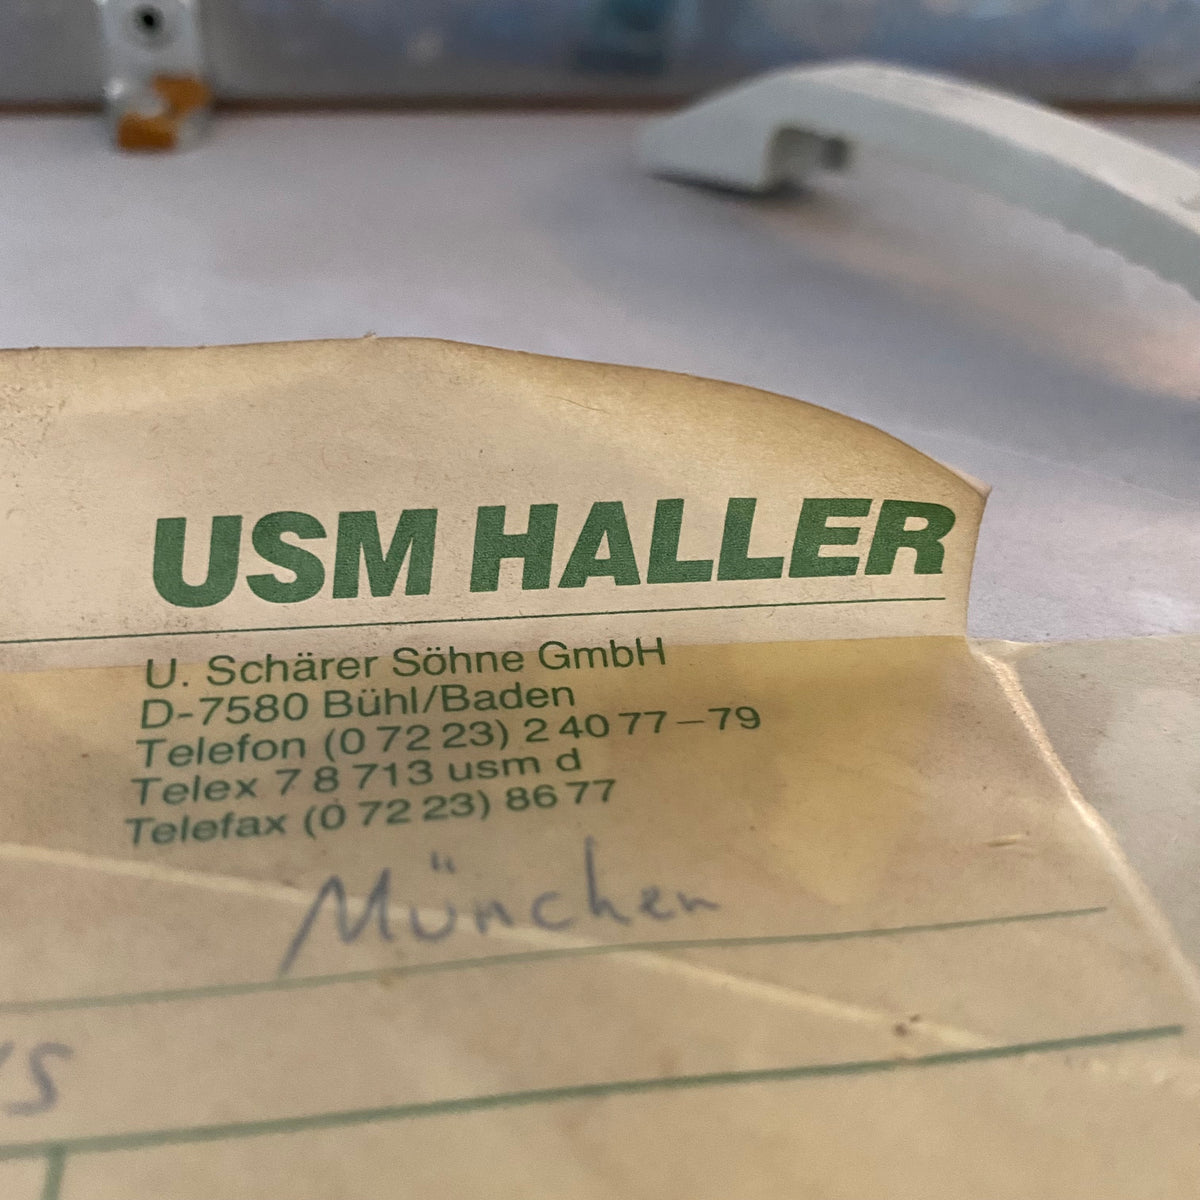 USM HALLER
U. Schärer Söhne GmbH
D-7580 Bühl/Baden
Telefon (0 72 23) 2 40 77–79
Telex 7 8 713 usm d
Telefax (0 72 23) 86 77
München